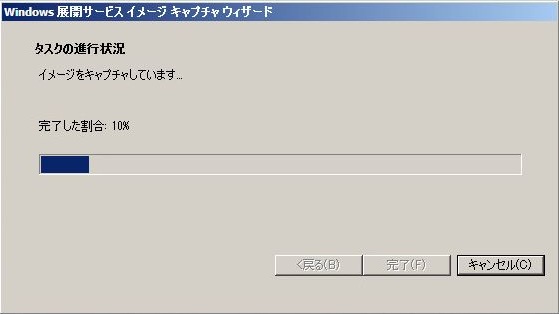 Windows 展開サービス イメージ キャプチャ ウィザード
タスクの進行状況
イメージをキャプチャしています...
完了した割合: 10%
<戻る(B) 完了(F) キャンセル(C)